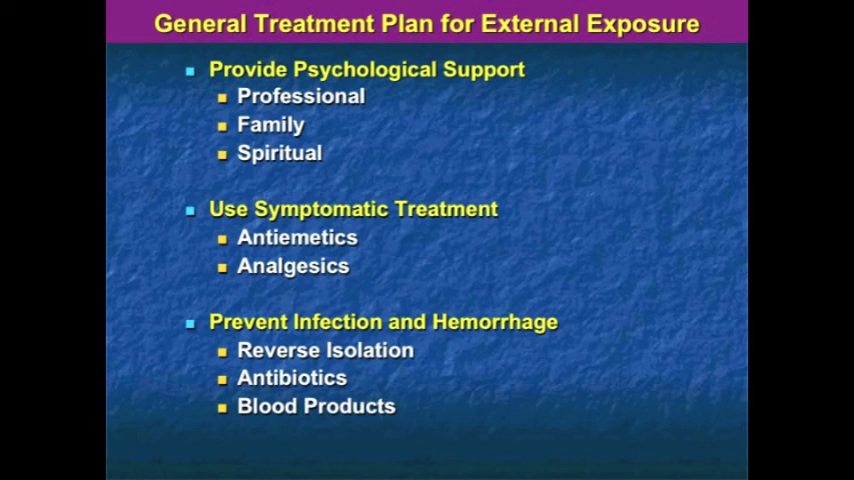 General Treatment Plan for External Exposure
Provide Psychological Support
Professional
Family
Spiritual
Use Symptomatic Treatment
Antiemetics
Analgesics
Prevent Infection and Hemorrhage
Reverse Isolation
Antibiotics
Blood Products